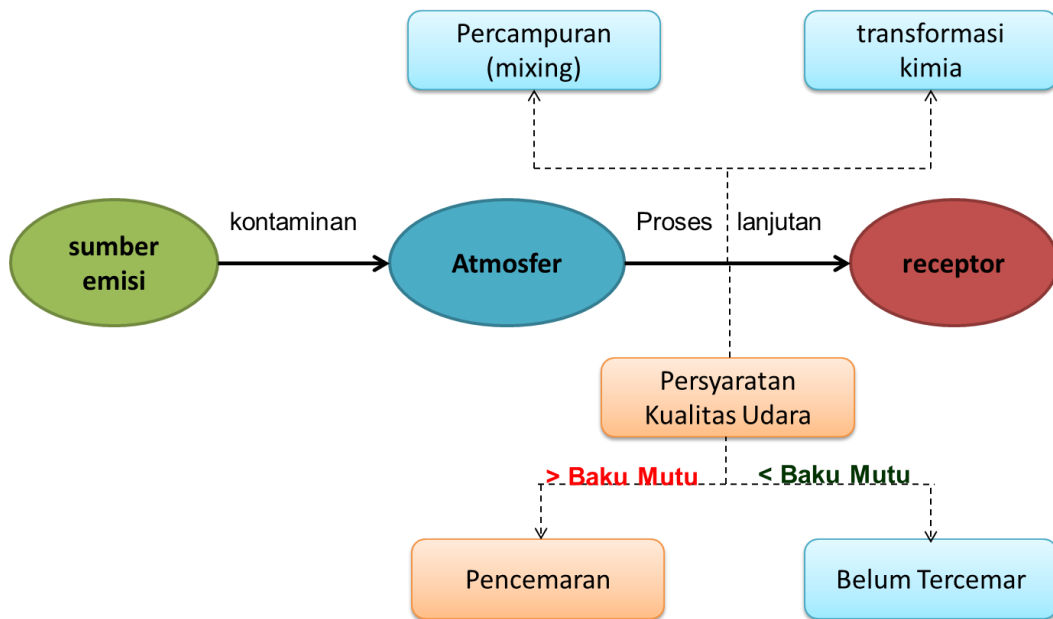 Percampuran
(mixing)
transformasi
kimia
sumber
emisi
kontaminan
Atmosfer
Proses lanjutan
receptor
Persyaratan
Kualitas Udara
> Baku Mutu
< Baku Mutu
Pencemaran
Belum Tercemar